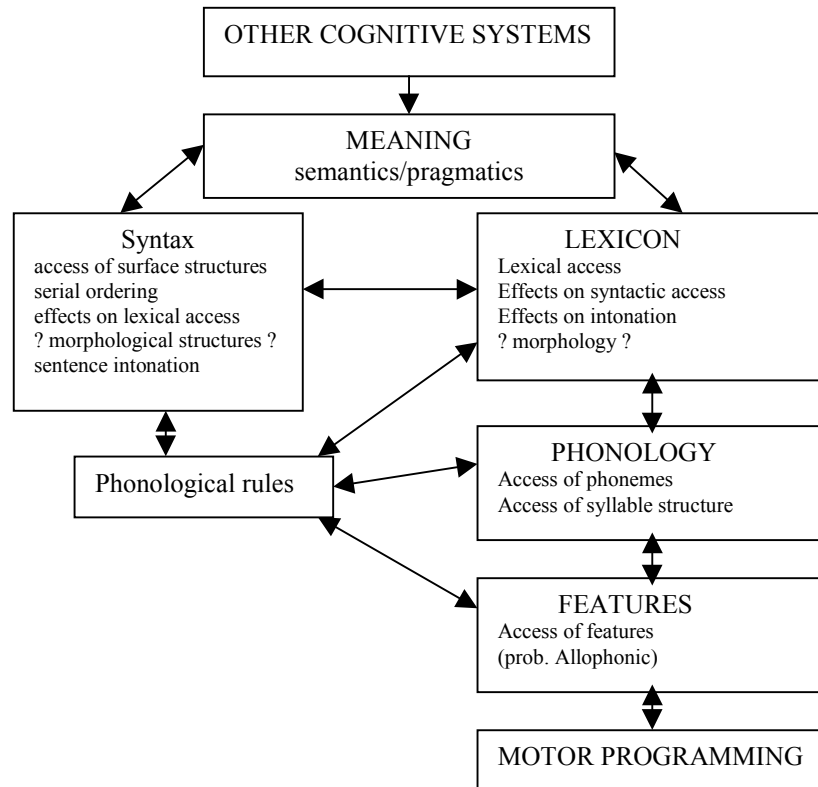 OTHER COGNITIVE SYSTEMS
MEANING
semantics/pragmatics
Syntax
access of surface structures
serial ordering
effects on lexical access
? morphological structures ?
sentence intonation
LEXICON
Lexical access
Effects on syntactic access
Effects on intonation
? morphology ?
Phonological rules
PHONOLOGY
Access of phonemes
Access of syllable structure
FEATURES
Access of features
(prob. Allophonic)
MOTOR PROGRAMMING